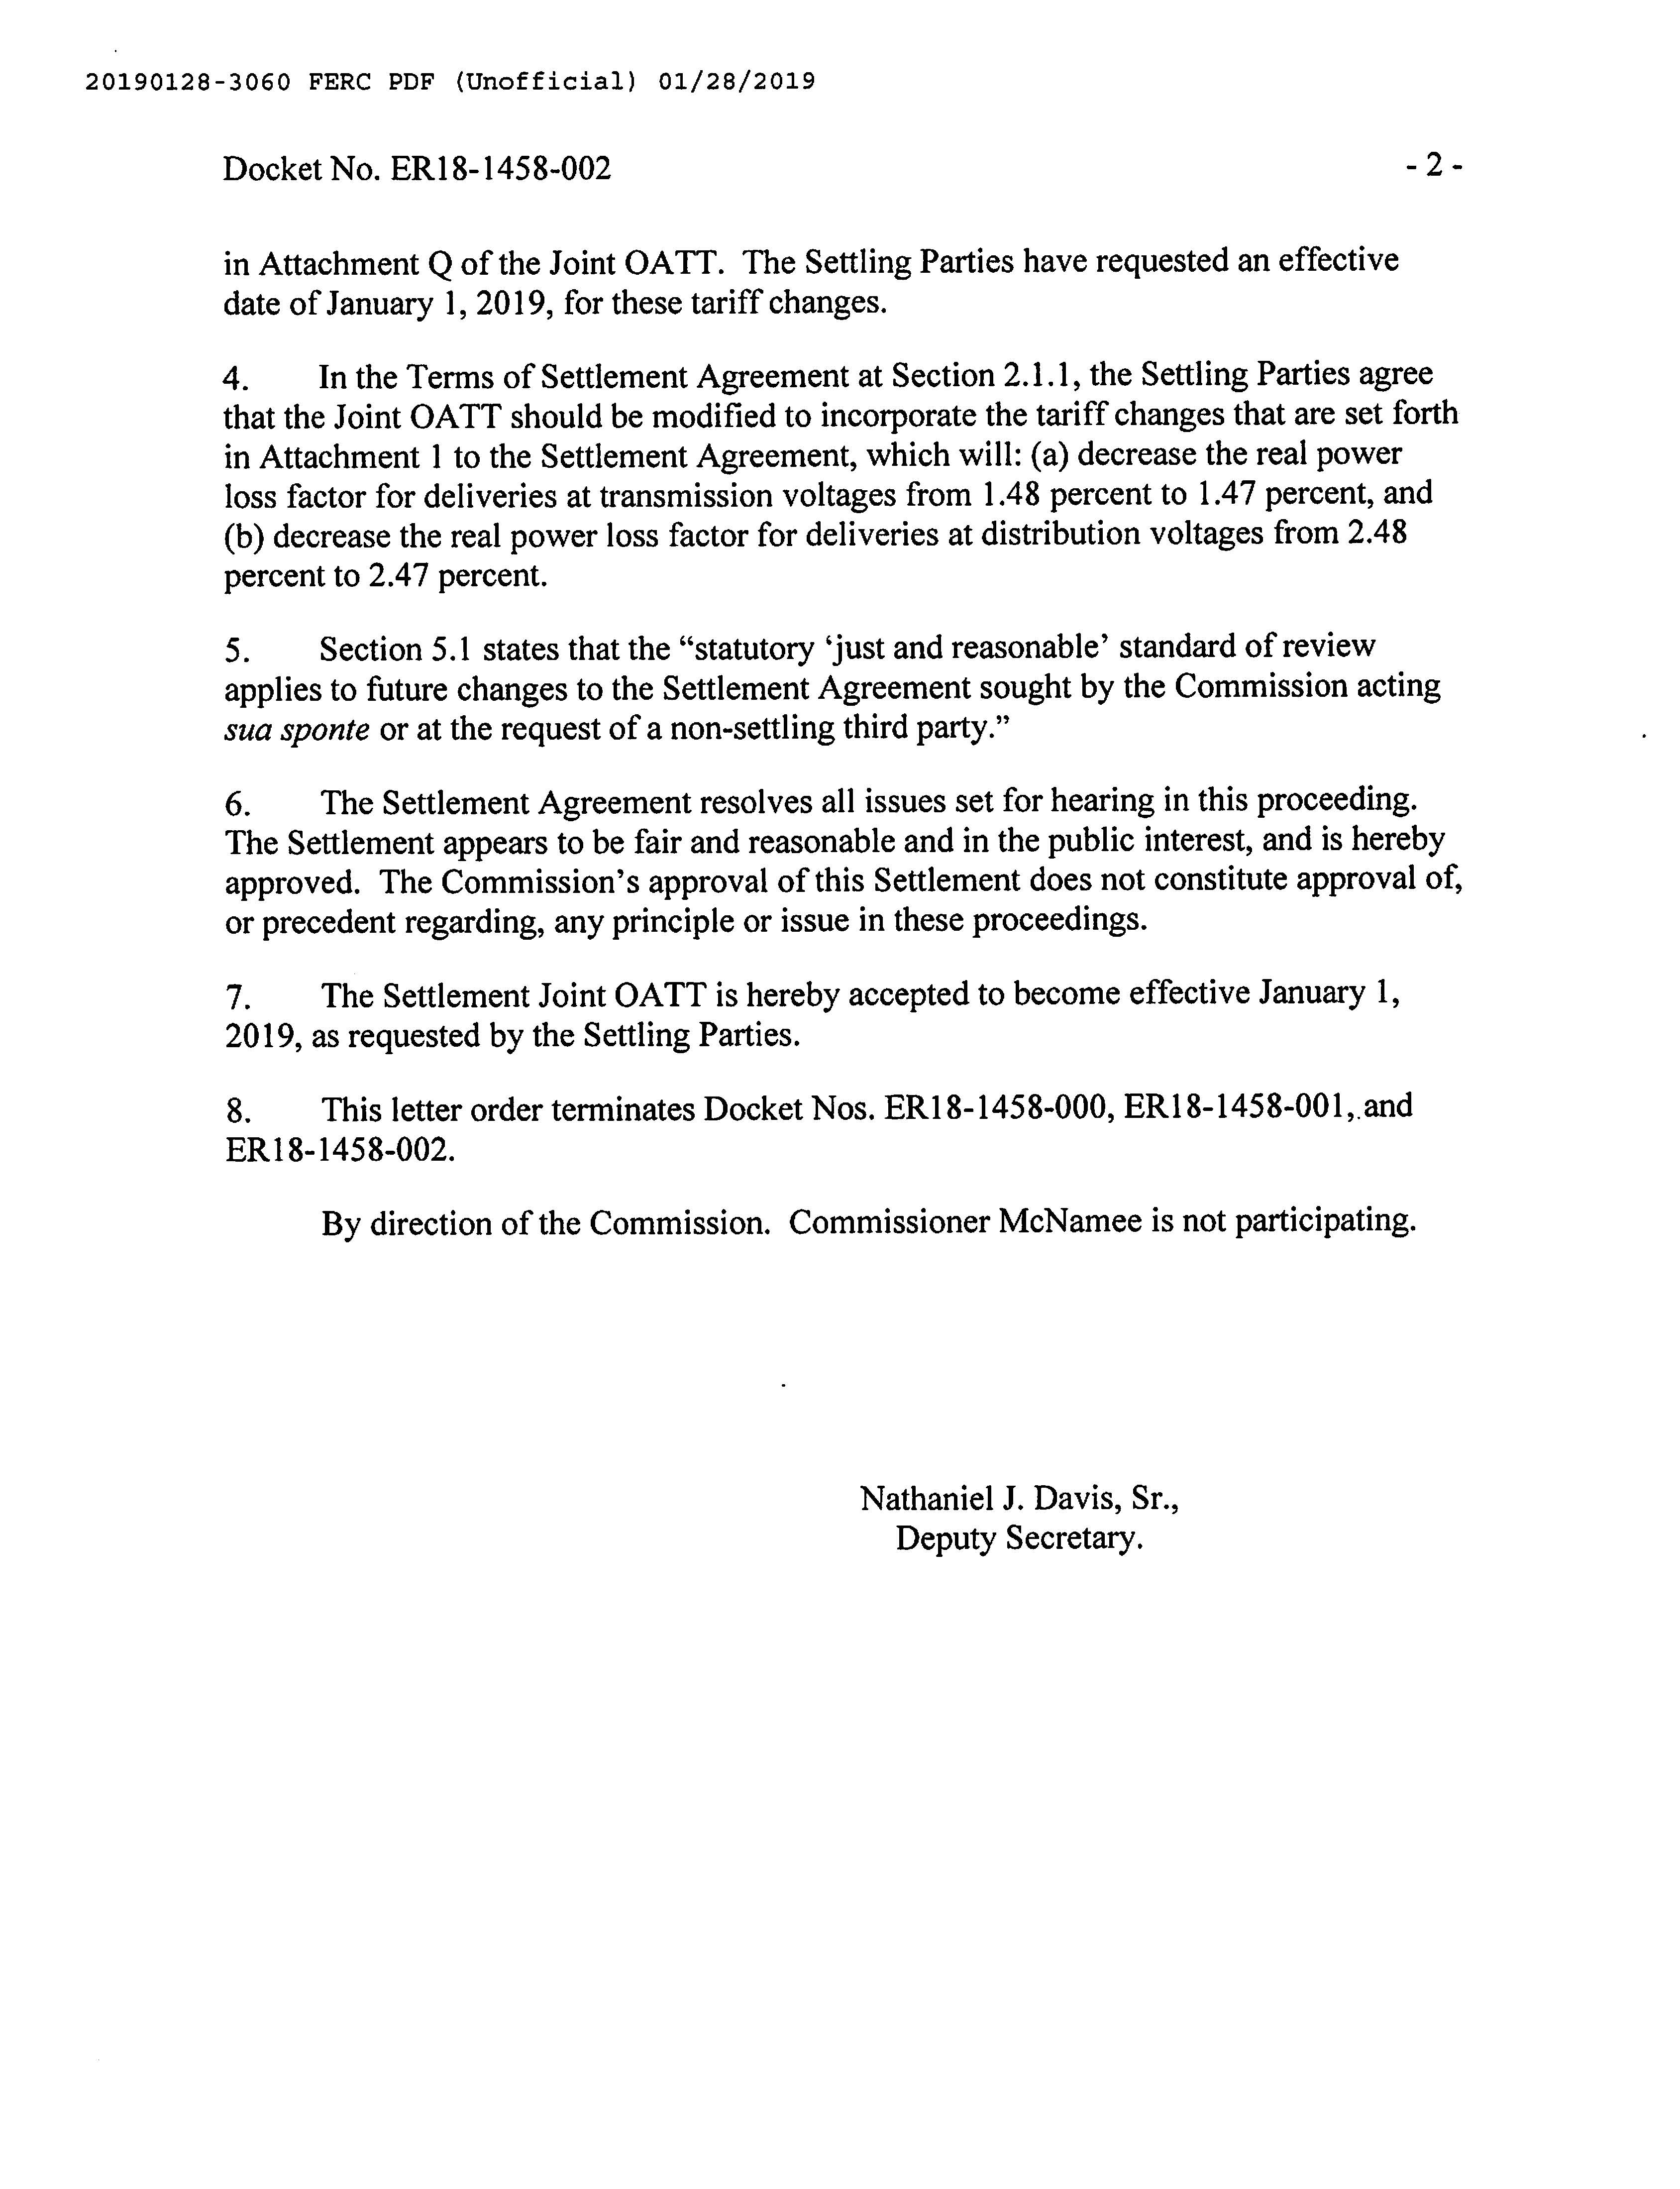 20190128-3060 FERC PDF (Unofficial) 01/28/2019
Docket No. ER18-1458-002 - 2 -
in Attachment Q of the Joint OATT. The Settling Parties have requested an effective
date of January 1, 2019, for these tariff changes.
4. In the Terms of Settlement Agreement at Section 2.1.1, the Settling Parties agree
that the Joint OATT should be modified to incorporate the tariff changes that are set forth
in Attachment 1 to the Settlement Agreement, which will: (a) decrease the real power
loss factor for deliveries at transmission voltages from 1.48 percent to 1.47 percent, and
(b) decrease the real power loss factor for deliveries at distribution voltages from 2.48
percent to 2.47 percent.
5. Section 5.1 states that the “statutory ‘just and reasonable’ standard of review
applies to future changes to the Settlement Agreement sought by the Commission acting
sua sponte or at the request of a non-settling third party.”
6. The Settlement Agreement resolves all issues set for hearing in this proceeding.
The Settlement appears to be fair and reasonable and in the public interest, and is hereby
approved. The Commission’s approval of this Settlement does not constitute approval of,
or precedent regarding, any principle or issue in these proceedings.
7. The Settlement Joint OATT is hereby accepted to become effective January 1,
2019, as requested by the Settling Parties.
8. This letter order terminates Docket Nos. ER18-1458-000, ER18-1458-001, and
ER18-1458-002.
By direction of the Commission. Commissioner McNamee is not participating.
Nathaniel J. Davis, Sr.,
Deputy Secretary.